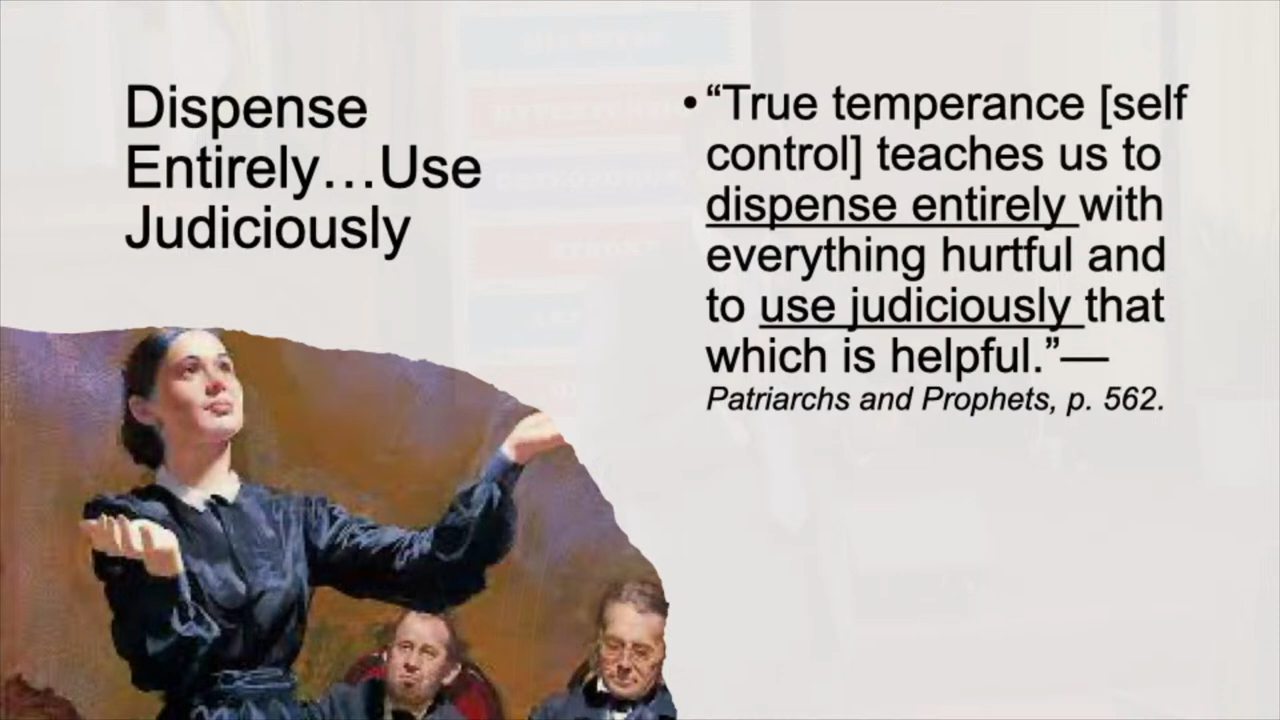 Dispense
Entirely…Use
Judiciously
• “True temperance [self
control] teaches us to
dispense entirely with
everything hurtful and
to use judiciously that
which is helpful.”—
Patriarchs and Prophets, p. 562.